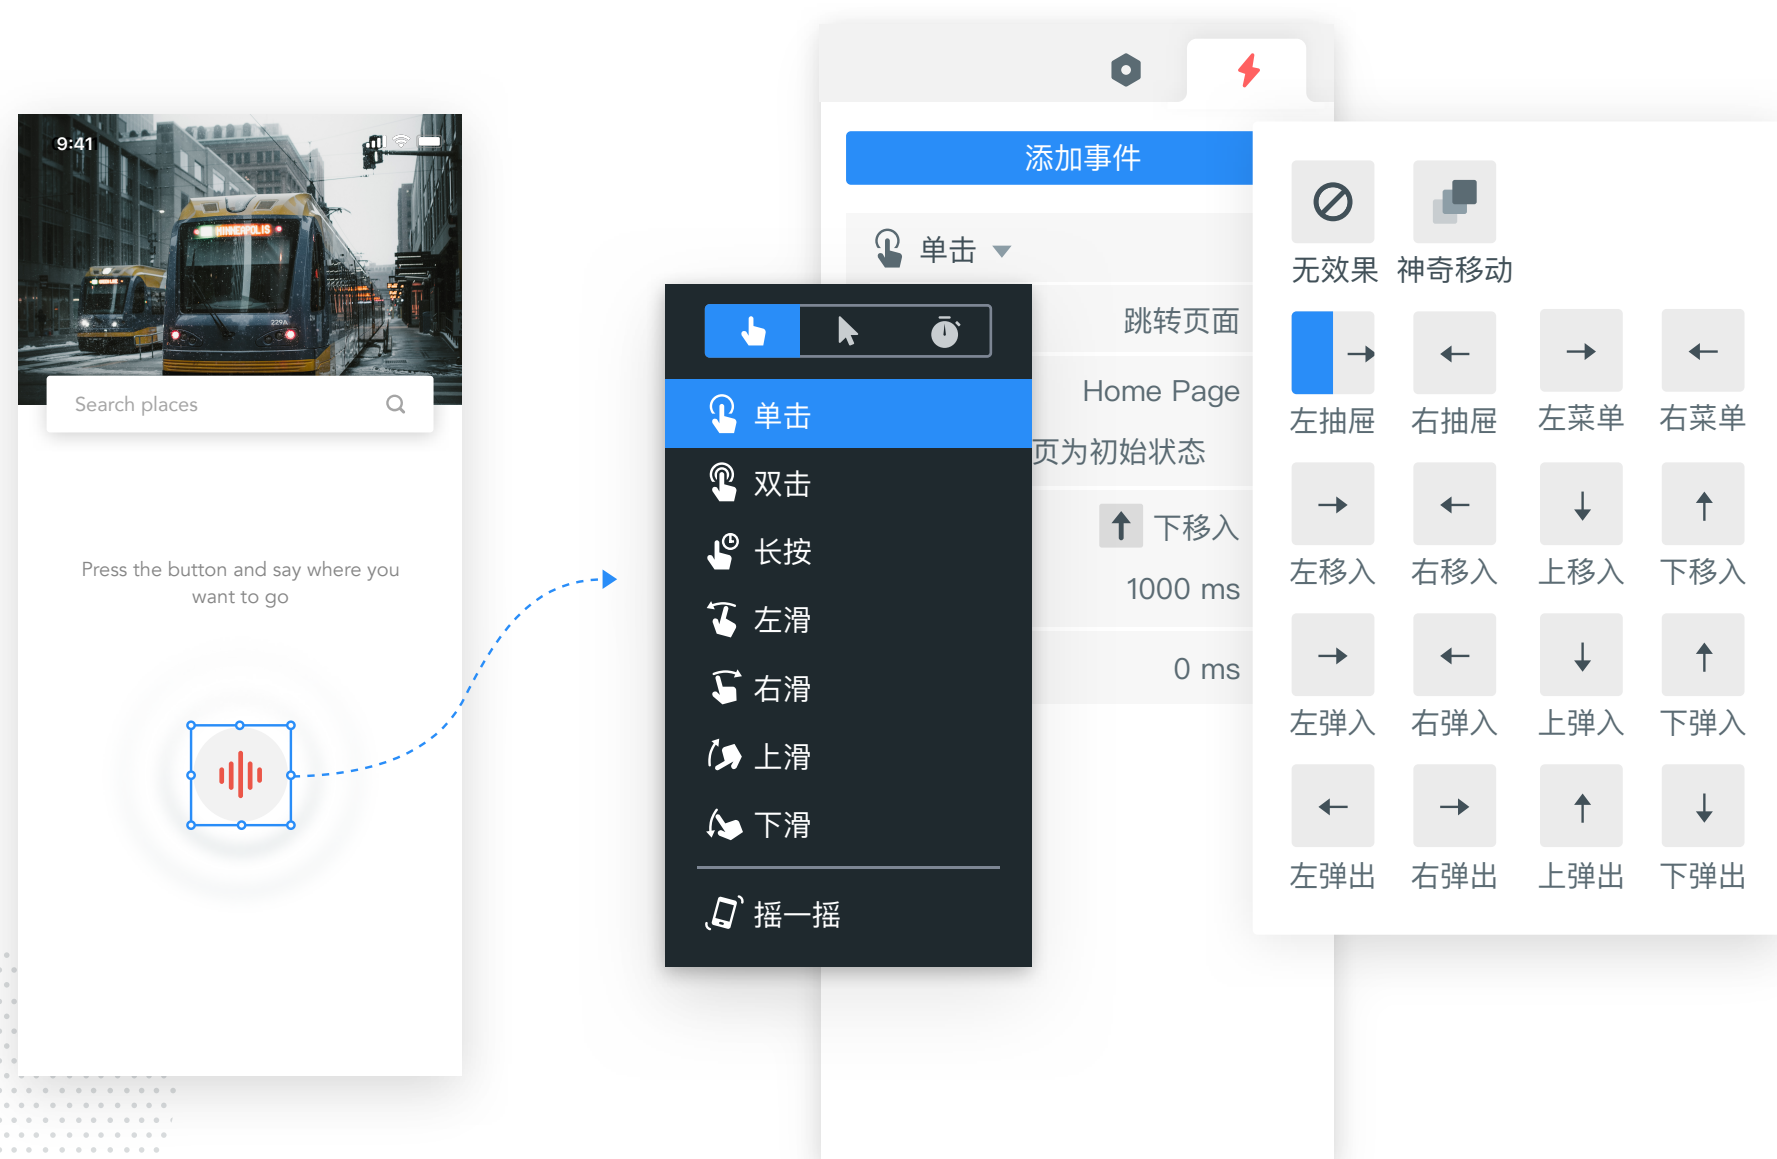 9:41
MINNEAPOLIS
229A
Search places
Press the button and say where you
want to go
添加事件
单击
跳转页面
Home Page
页为初始状态
下移入
1000 ms
0 ms
单击
双击
长按
左滑
右滑
上滑
下滑
摇一摇
无效果 神奇移动
左抽屉 右抽屉 左菜单 右菜单
左移入 右移入 上移入 下移入
左弹入 右弹入 上弹入 下弹入
左弹出 右弹出 上弹出 下弹出